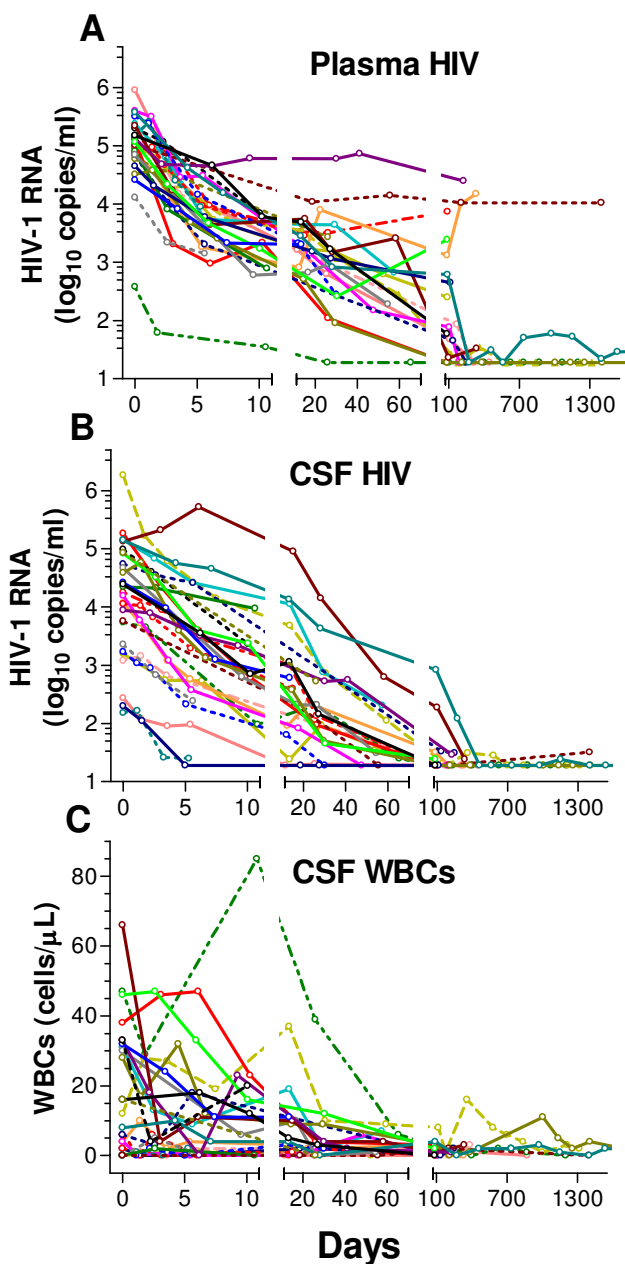 A
Plasma HIV
HIV-1 RNA
(log10 copies/ml)
6
5
4
3
2
1
0 5 10 20 40 60 100 700 1300
B
CSF HIV
HIV-1 RNA
(log10 copies/ml)
6
5
4
3
2
1
0 5 10 20 40 60 100 700 1300
C
CSF WBCs
WBCs (cells/μL)
80
60
40
20
0
0 5 10 20 40 60 100 700 1300
Days